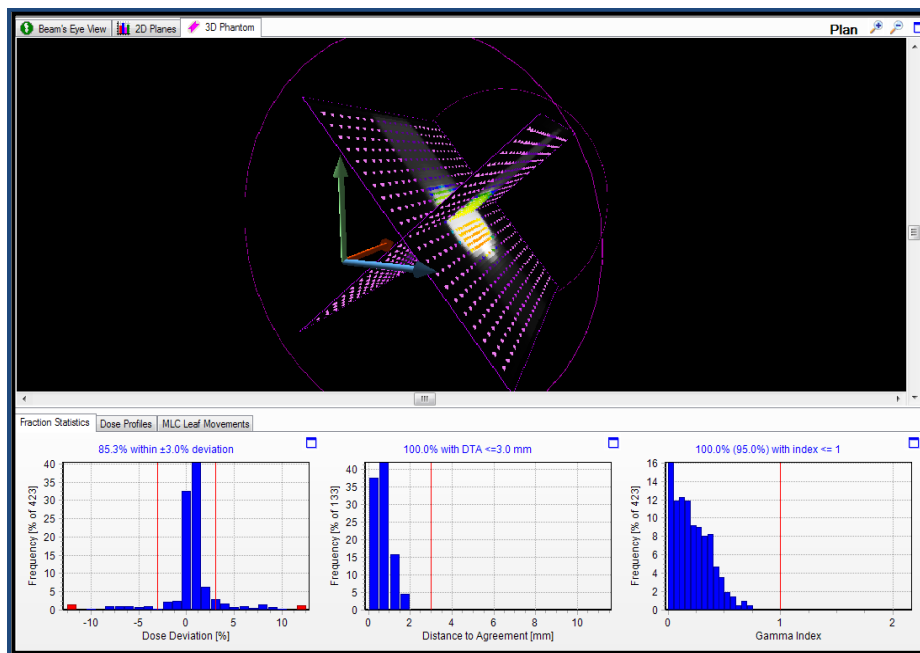 Beam's Eye View 2D Planes 3D Phantom Plan
Fraction Statistics Dose Profiles MLC Leaf Movements
85.3% within ±3.0% deviation
Frequency [% of 423]
40
35
30
25
20
15
10
5
0
-10 -5 0 5 10
Dose Deviation [%]
100.0% with DTA <=3.0 mm
Frequency [% of 133]
40
35
30
25
20
15
10
5
0
0 2 4 6 8 10
Distance to Agreement [mm]
100.0% (95.0%) with index <= 1
Frequency [% of 423]
16
14
12
10
8
6
4
2
0
0 1 2
Gamma Index